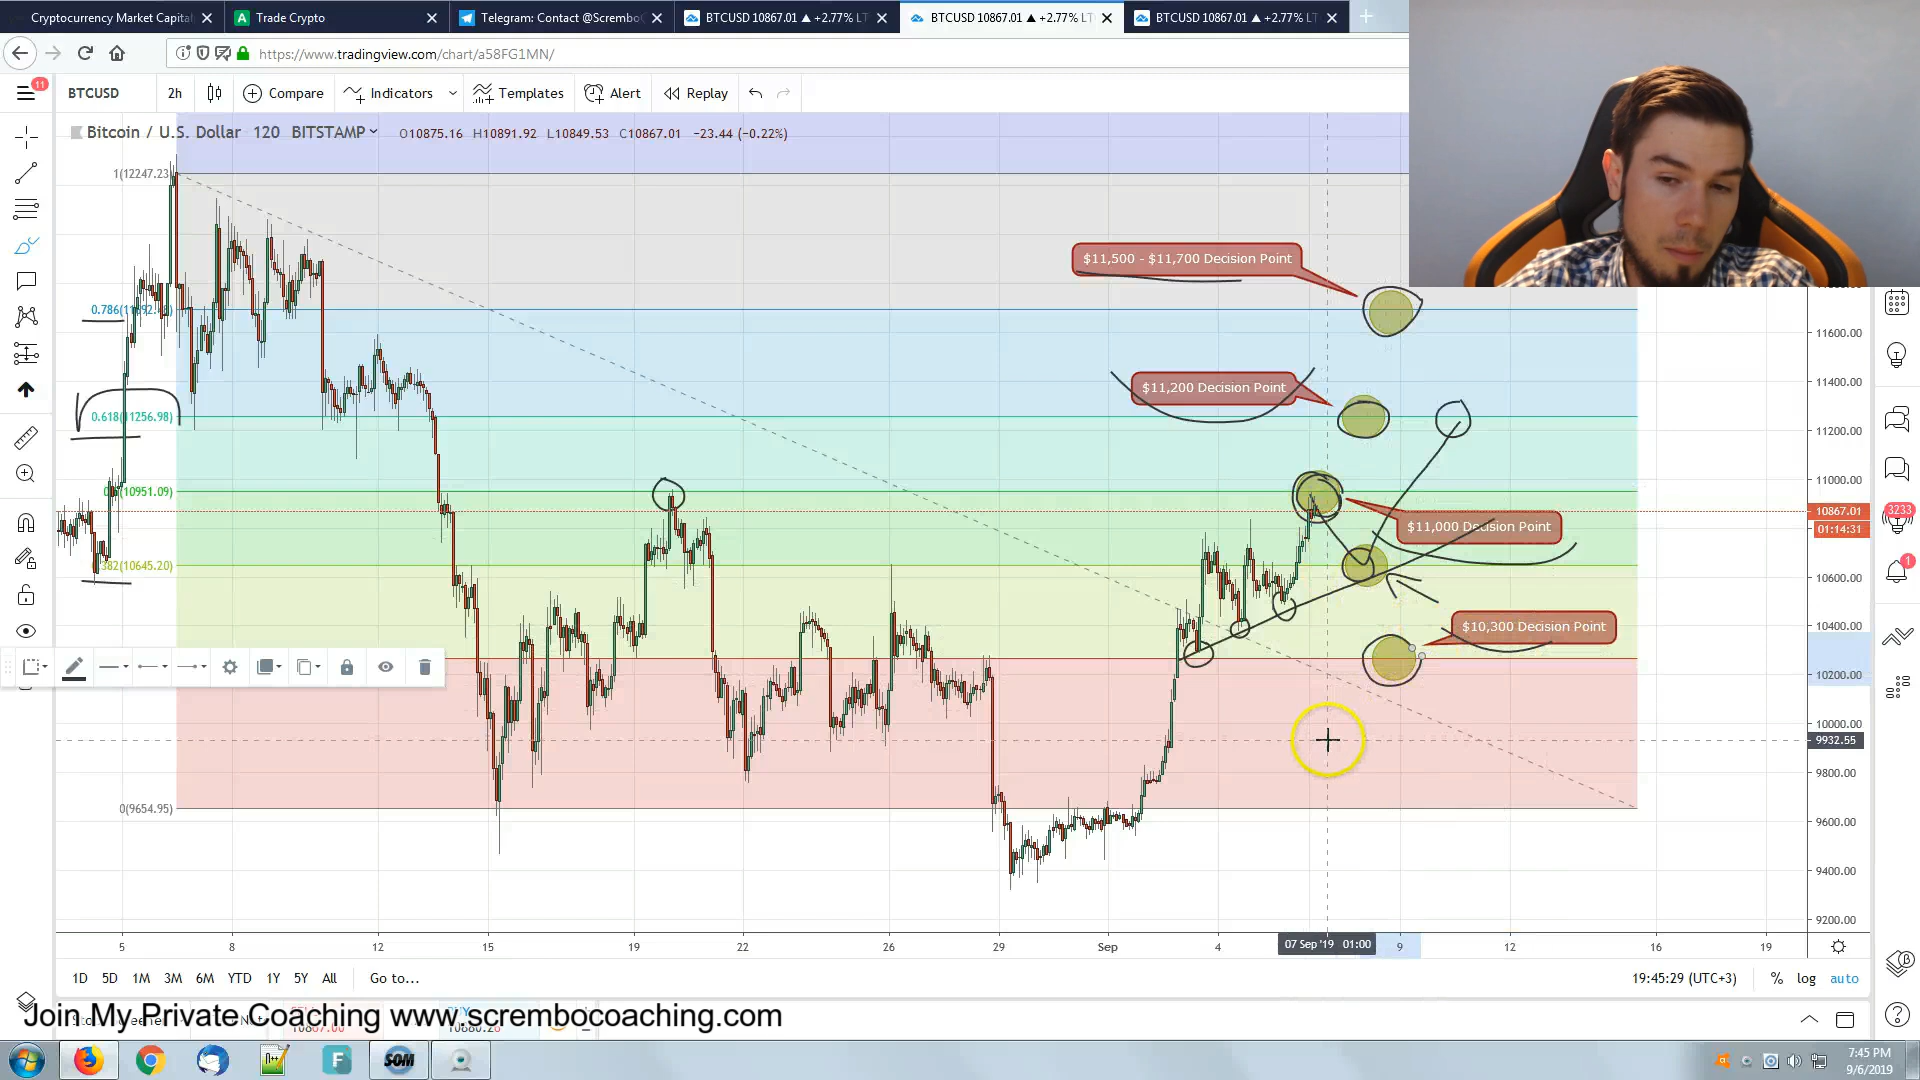 Cryptocurrency Market Capital
Trade Crypto
Telegram: Contact @Scrembo
BTCUSD 10867.01 ▲ +2.77%
BTCUSD 10867.01 ▲ +2.77%
BTCUSD 10867.01 ▲ +2.77%
https://www.tradingview.com/chart/a58FG1MN/
11
BTCUSD
2h
Compare
Indicators
Templates
Alert
Replay
Bitcoin / U.S. Dollar 120 BITSTAMP
O10875.16 H10891.92 L10849.53 C10867.01 −23.44 (−0.22%)
1(12247.23)
$11,500 - $11,700 Decision Point
11600.00
$11,200 Decision Point
11400.00
0.618(11256.98)
11200.00
11000.00
(10951.09)
10867.01
01:14:31
3233
$11,000 Decision Point
(10645.20)
1
10600.00
$10,300 Decision Point
10400.00
10200.00
10000.00
9932.55
9800.00
0(9654.95)
9600.00
9400.00
9200.00
5 8 12 15 19 22 26 29 Sep 4 07 Sep '19 01:00 9 12 16 19
1D 5D 1M 3M 6M YTD 1Y 5Y All Go to...
19:45:29 (UTC+3) % log auto
Join My Private Coaching www.scrembocoaching.com
SOM
7:45 PM
9/6/2019